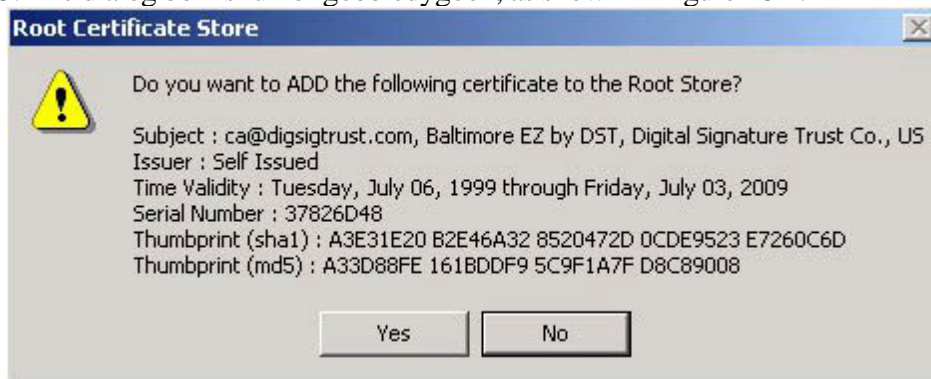 Root Certificate Store
Do you want to ADD the following certificate to the Root Store?
Subject : ca@digsigtrust.com, Baltimore EZ by DST, Digital Signature Trust Co., US
Issuer : Self Issued
Time Validity : Tuesday, July 06, 1999 through Friday, July 03, 2009
Serial Number : 37826D48
Thumbprint (sha1) : A3E31E20 B2E46A32 8520472D 0CDE9523 E7260C6D
Thumbprint (md5) : A33D88FE 161BDDF9 5C9F1A7F D8C89008
Yes
No